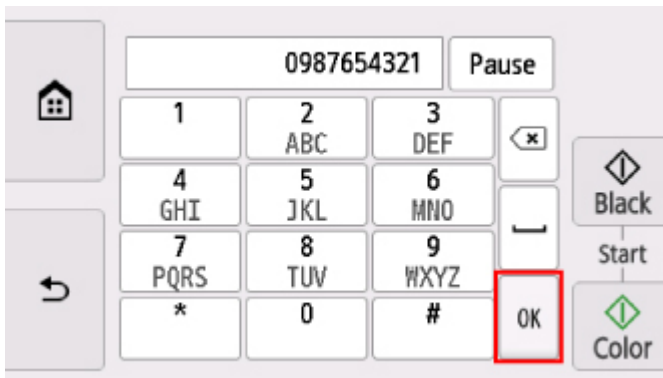 0987654321 Pause
1 2 3
ABC DEF
4 5 6
GHI JKL MNO
7 8 9
PQRS TUV WXYZ
* 0 # OK
Black
Start
Color